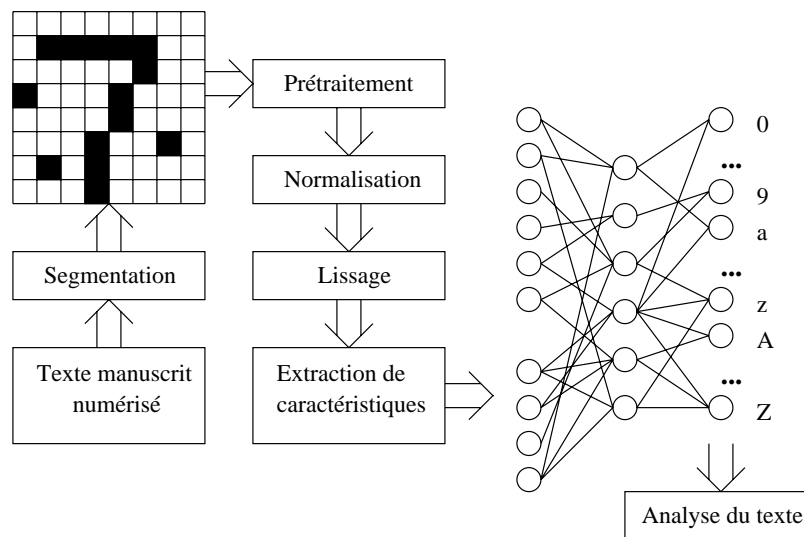 Prétraitement
Normalisation
Segmentation
Lissage
Texte manuscrit
numérisé
Extraction de
caractéristiques
0
...
9
a
...
z
A
...
Z
Analyse du texte